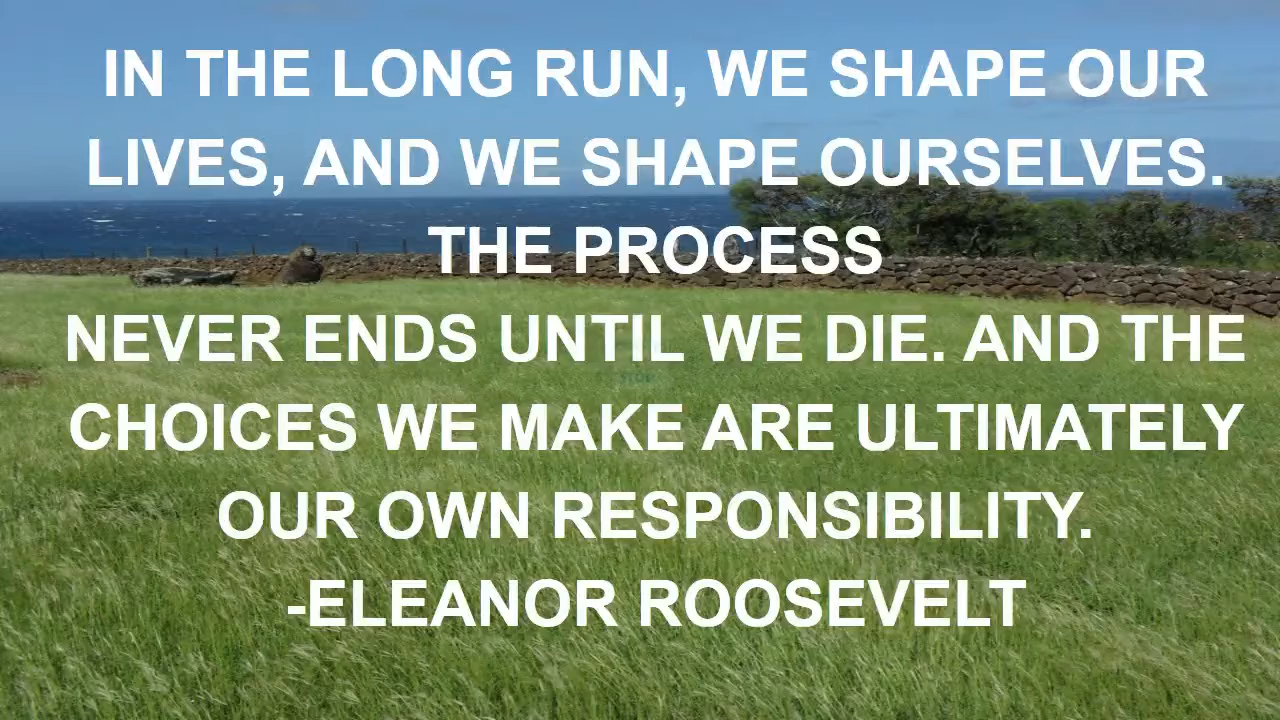 IN THE LONG RUN, WE SHAPE OUR
LIVES, AND WE SHAPE OURSELVES.
THE PROCESS
NEVER ENDS UNTIL WE DIE. AND THE
CHOICES WE MAKE ARE ULTIMATELY
OUR OWN RESPONSIBILITY.
-ELEANOR ROOSEVELT